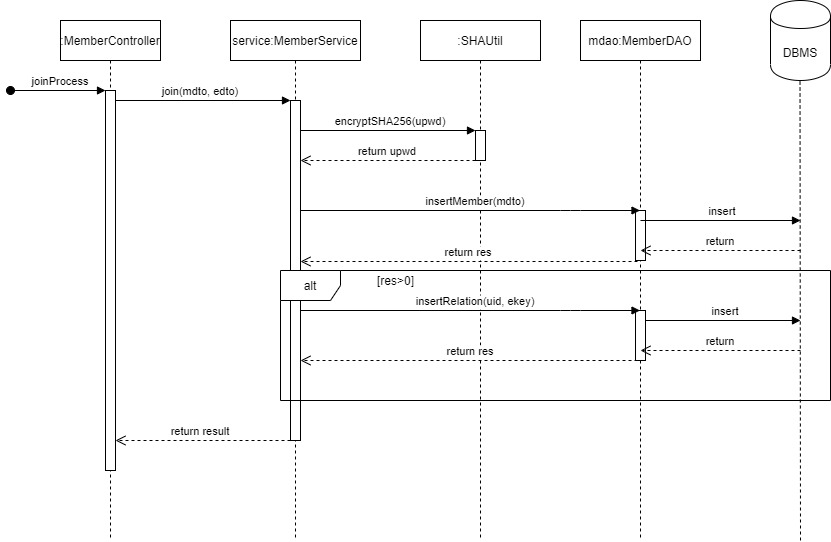 :MemberController
service:MemberService
:SHAUtil
mdao:MemberDAO
DBMS
joinProcess
join(mdto, edto)
encryptSHA256(upwd)
return upwd
insertMember(mdto)
insert
return
return res
alt
[res>0]
insertRelation(uid, ekey)
insert
return
return res
return result